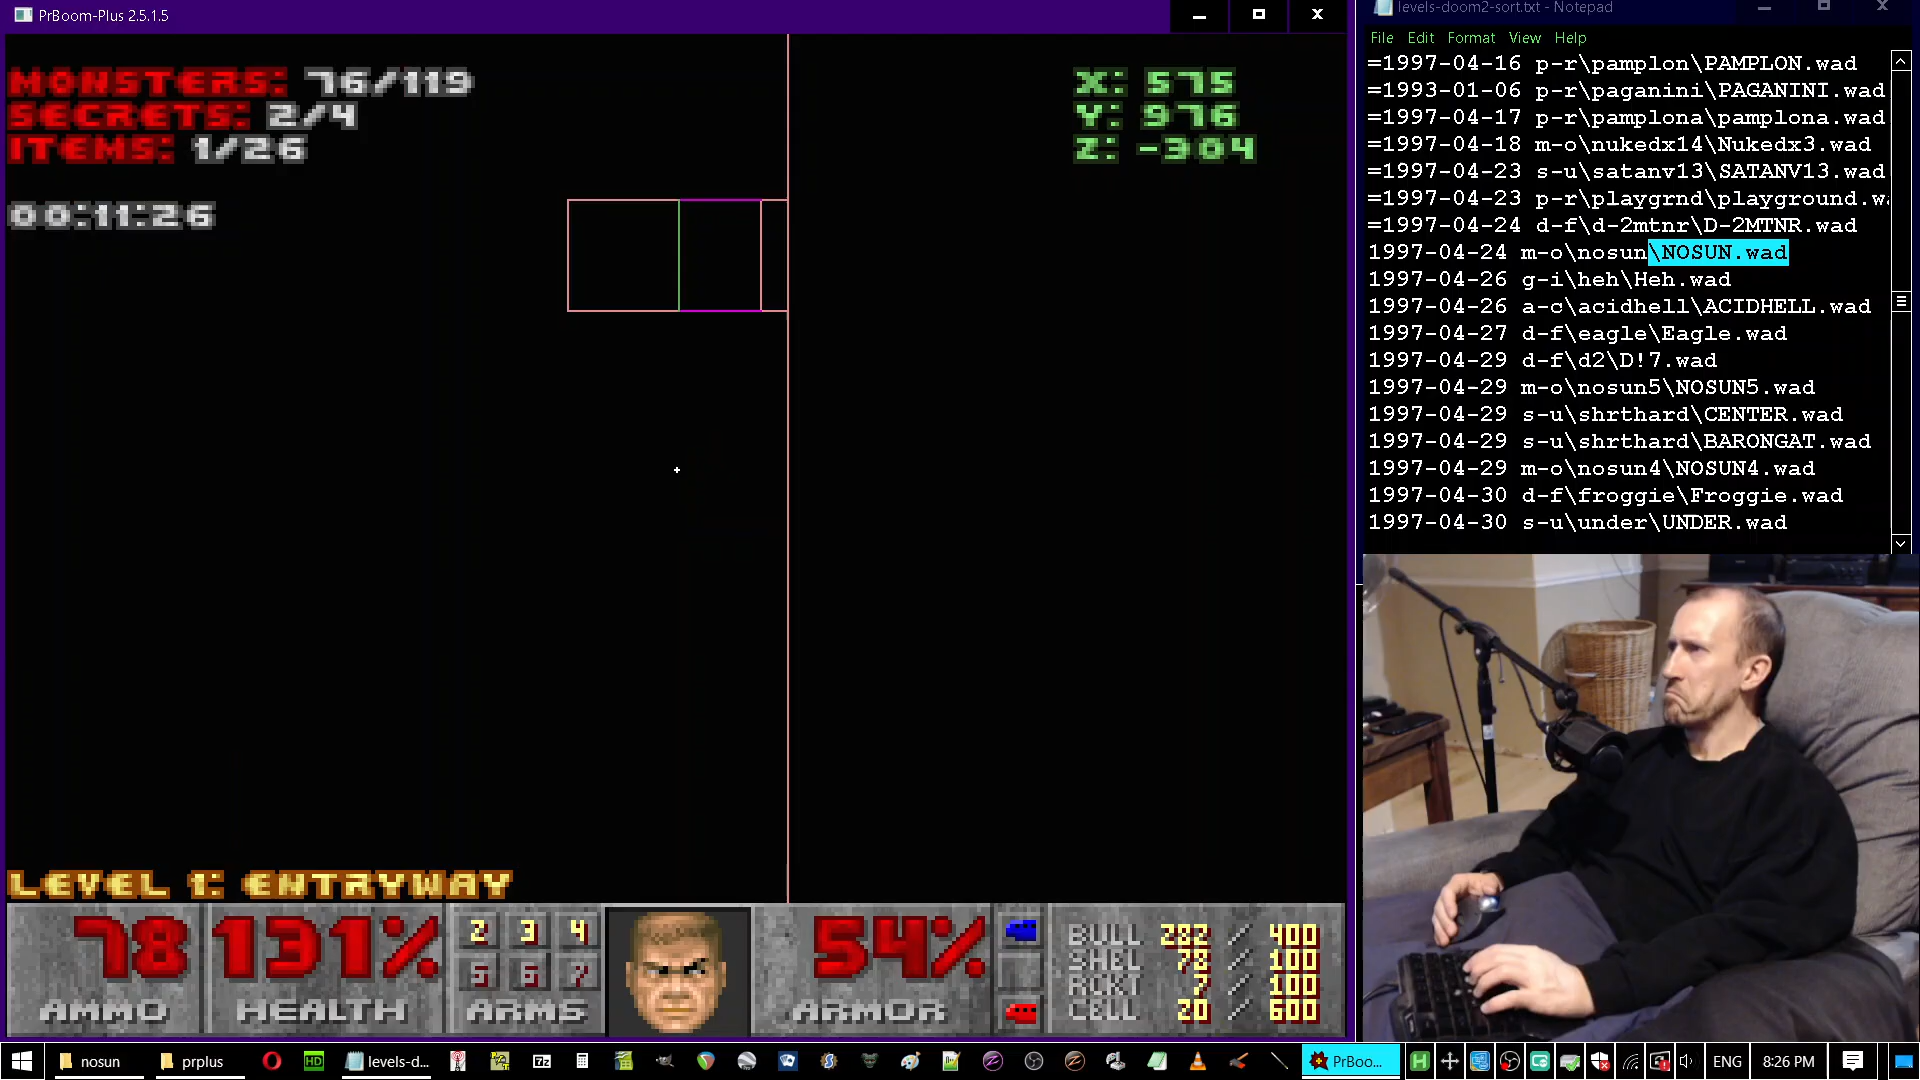 PrBoom-Plus 2.5.1.5
MONSTERS: 76/119
SECRETS: 2/4
ITEMS: 1/26
00:11:26
X: 575
Y: 976
Z: -304
LEVEL 1: ENTRYWAY
78 131% 2 3 4 54% BULL 282 / 400
5 6 7 SHEL 78 / 100
RCKT 7 / 100
AMMO HEALTH ARMS ARMOR CELL 20 / 600
levels-doom2-sort.txt - Notepad
File Edit Format View Help
=1997-04-16 p-r\pamplon\PAMPLON.wad
=1993-01-06 p-r\paganini\PAGANINI.wad
=1997-04-17 p-r\pamplona\pamplona.wad
=1997-04-18 m-o\nukedx14\Nukedx3.wad
=1997-04-23 s-u\satanv13\SATANV13.wad
=1997-04-23 p-r\playgrnd\playground.wa
=1997-04-24 d-f\d-2mtnr\D-2MTNR.wad
1997-04-24 m-o\nosun\NOSUN.wad
1997-04-26 g-i\heh\Heh.wad
1997-04-26 a-c\acidhell\ACIDHELL.wad
1997-04-27 d-f\eagle\Eagle.wad
1997-04-29 d-f\d2\D!7.wad
1997-04-29 m-o\nosun5\NOSUN5.wad
1997-04-29 s-u\shrthard\CENTER.wad
1997-04-29 s-u\shrthard\BARONGAT.wad
1997-04-29 m-o\nosun4\NOSUN4.wad
1997-04-30 d-f\froggie\Froggie.wad
1997-04-30 s-u\under\UNDER.wad
nosun prplus HD levels-d... 7z PrBoo... ENG 8:26 PM